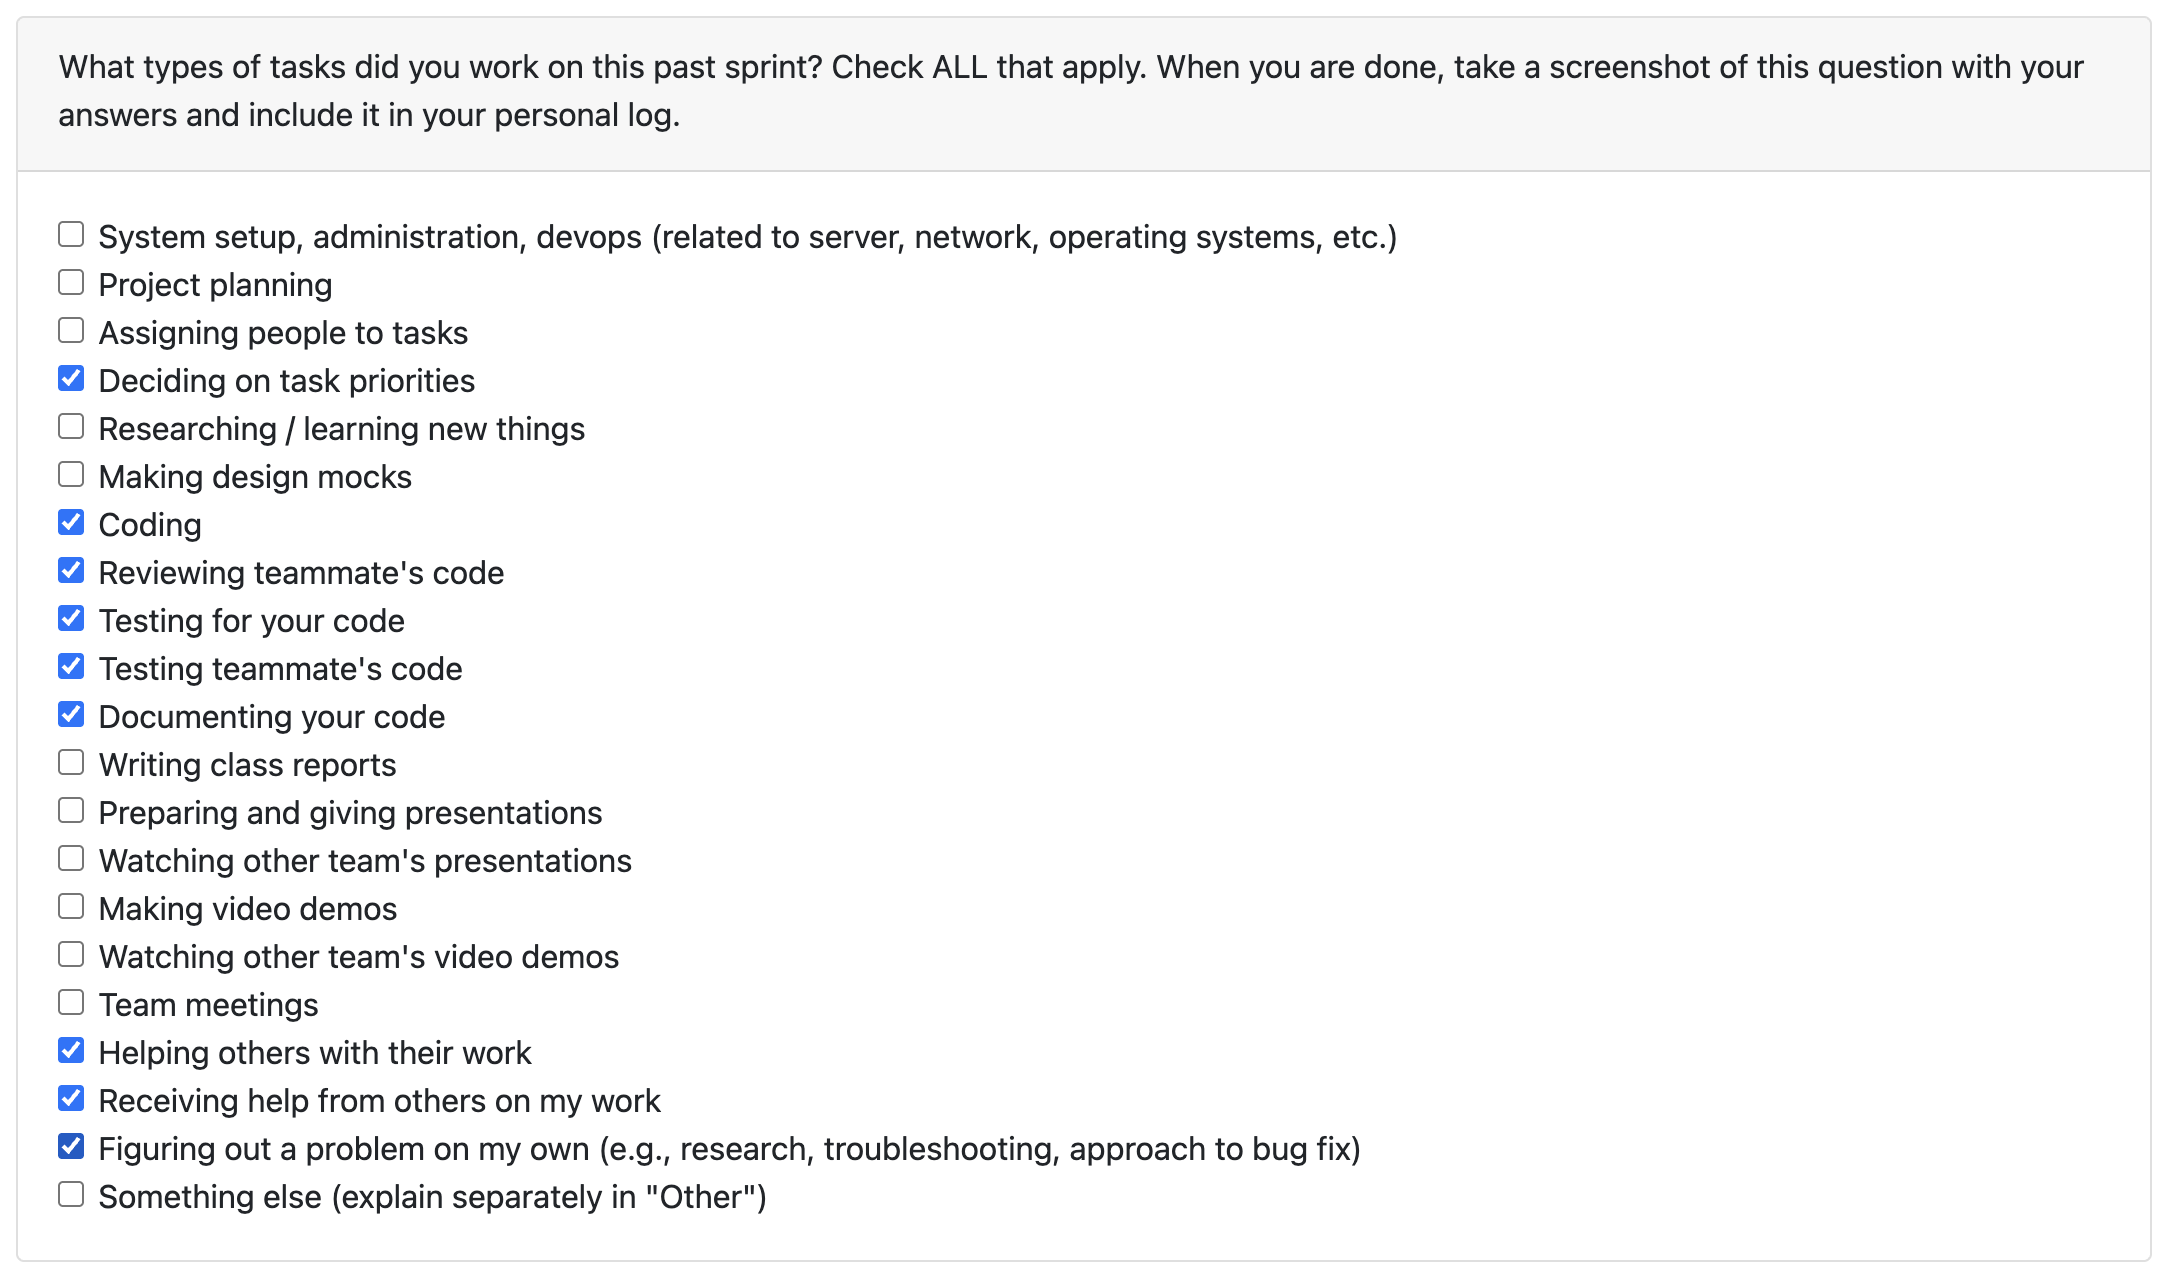 What types of tasks did you work on this past sprint? Check ALL that apply. When you are done, take a screenshot of this question with your
answers and include it in your personal log.
System setup, administration, devops (related to server, network, operating systems, etc.)
Project planning
Assigning people to tasks
Deciding on task priorities
Researching / learning new things
Making design mocks
Coding
Reviewing teammate's code
Testing for your code
Testing teammate's code
Documenting your code
Writing class reports
Preparing and giving presentations
Watching other team's presentations
Making video demos
Watching other team's video demos
Team meetings
Helping others with their work
Receiving help from others on my work
Figuring out a problem on my own (e.g., research, troubleshooting, approach to bug fix)
Something else (explain separately in "Other")